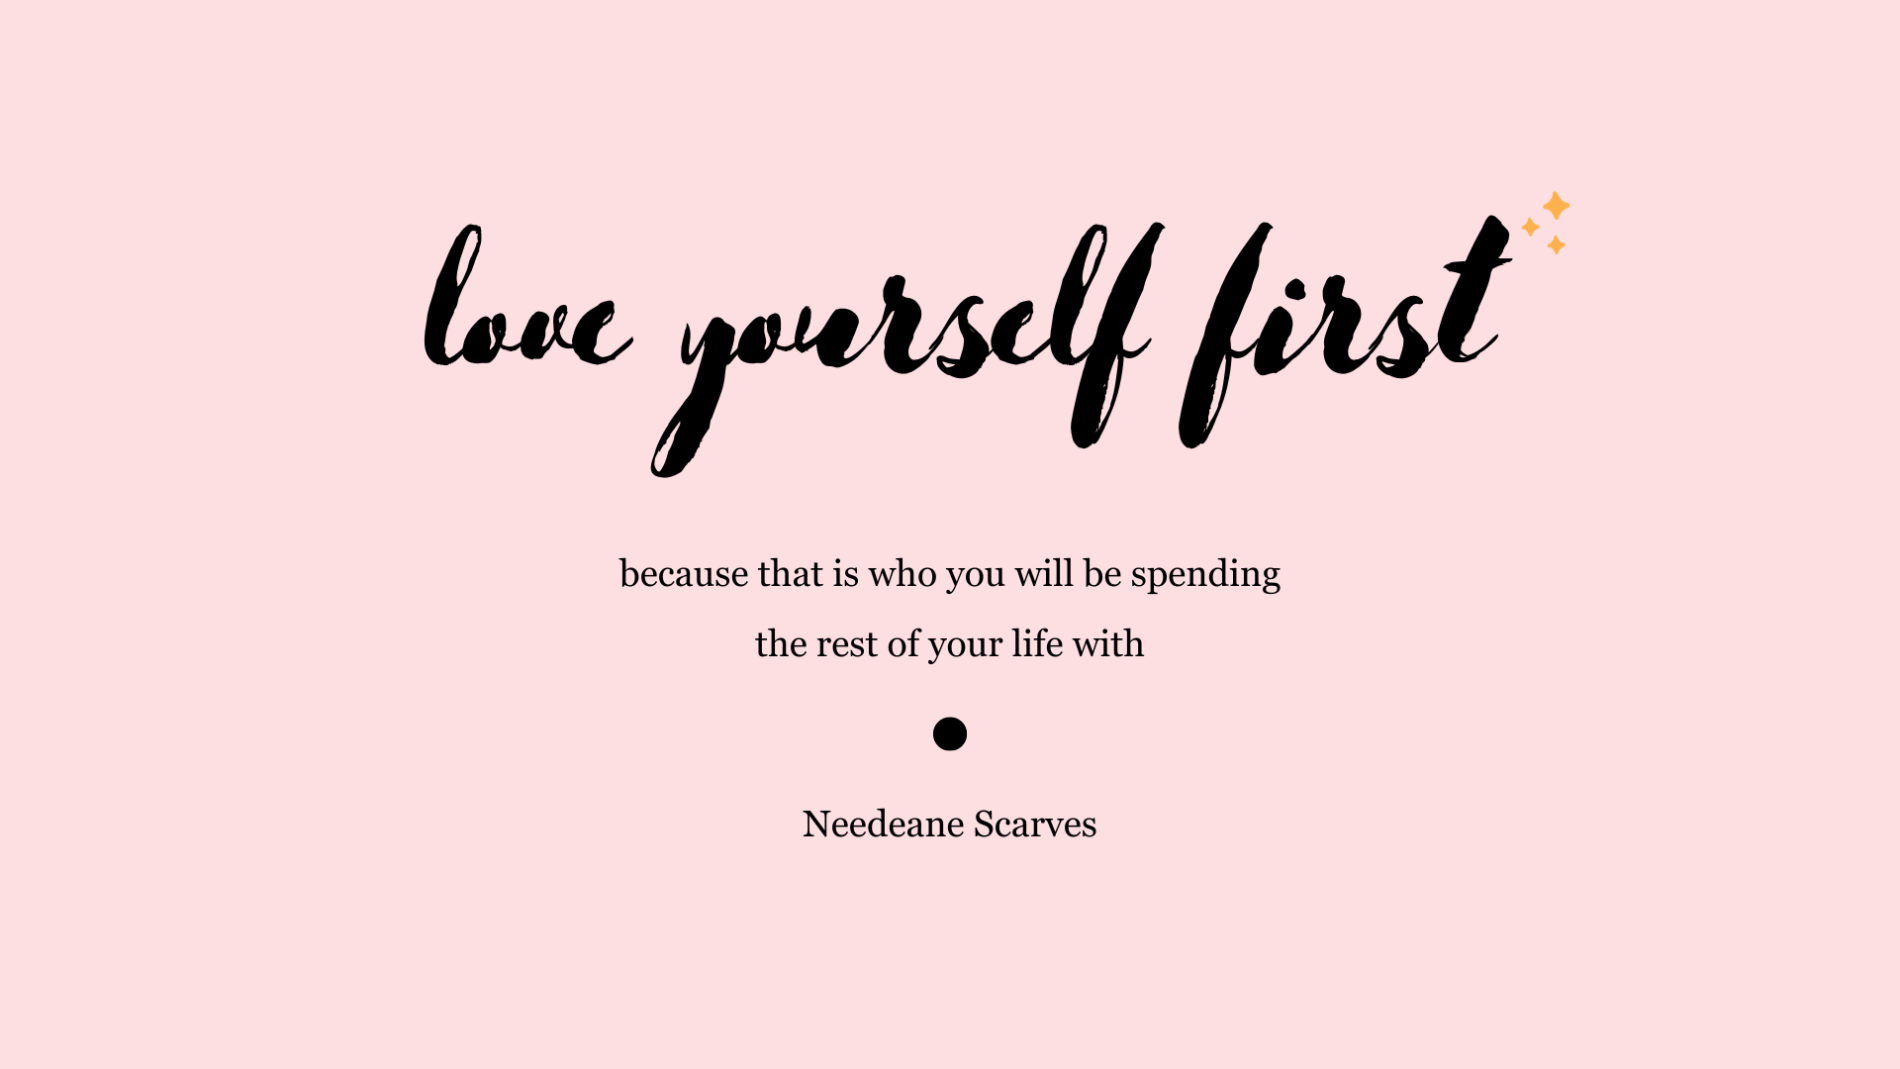 love yourself first
because that is who you will be spending
the rest of your life with
Needeane Scarves